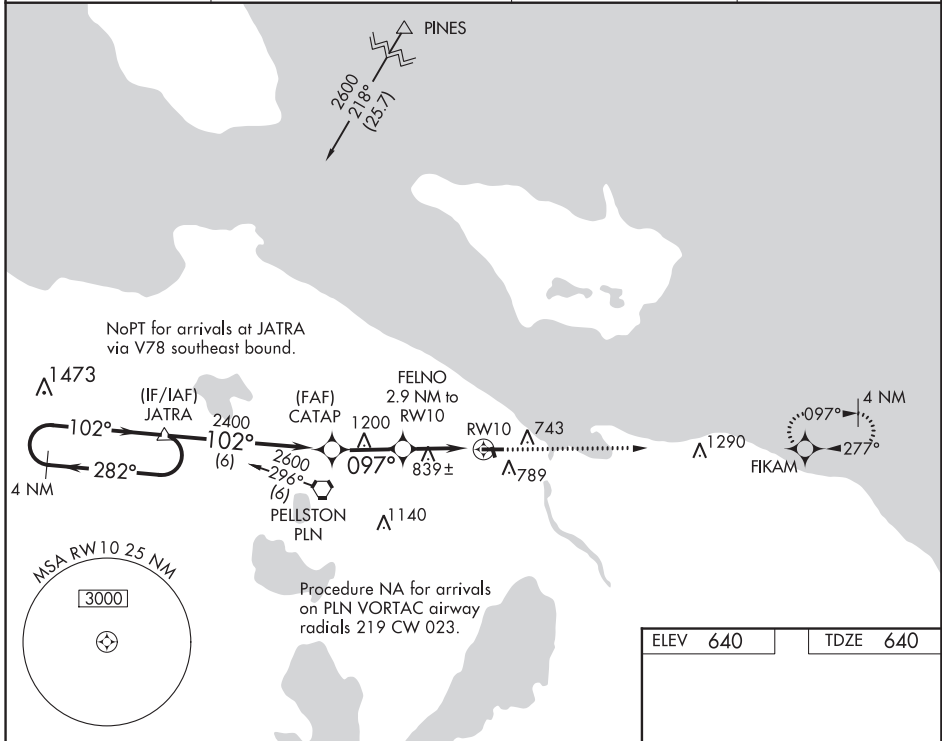 PINES
2600
218°
(25.7)
NoPT for arrivals at JATRA
via V78 southeast bound.
1473
(IF/IAF)
JATRA
102°
282°
4 NM
2400
102°
(6)
2600
296°
(6)
PELLSTON
PLN
(FAF)
CATAP
1200
097°
FELNO
2.9 NM to
RW10
839±
RW10
743
789
1290
097°
4 NM
277°
FIKAM
1140
MSA RW10 25 NM
3000
Procedure NA for arrivals
on PLN VORTAC airway
radials 219 CW 023.
ELEV 640
TDZE 640